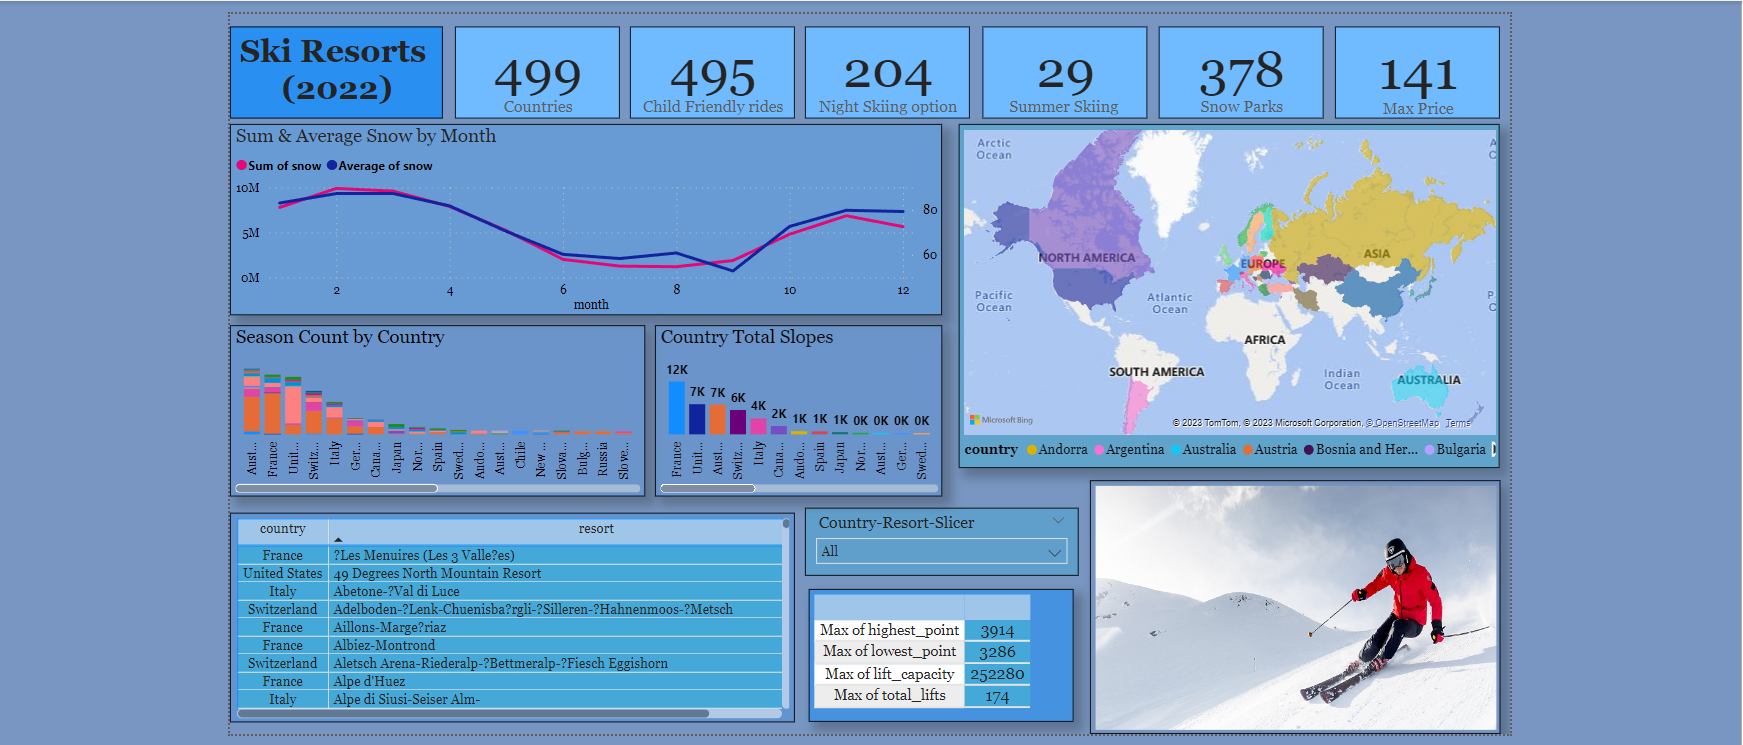 Ski Resorts
(2022)
499
Countries
495
Child Friendly rides
204
Night Skiing option
29
Summer Skiing
378
Snow Parks
141
Max Price
Sum & Average Snow by Month
Sum of snow Average of snow
10M
5M
0M
80
60
2 4 6 8 10 12
month
Arctic
Ocean
A
O
NORTH AMERICA
EUROPE
ASIA
Pacific
Ocean
Atlantic
Ocean
P
O
AFRICA
SOUTH AMERICA
Indian
Ocean
AUSTRALIA
Microsoft Bing
© 2023 TomTom, © 2023 Microsoft Corporation, © OpenStreetMap Terms
country Andorra Argentina Australia Austria Bosnia and Her... Bulgaria
Season Count by Country
Aust... France Unit... Switz... Italy Ger... Cana... Japan Nor... Spain Swed... Ando... Aust... Chile New ... Slova... Bulg... Russia Slove...
Country Total Slopes
12K 7K 7K 6K 4K 2K 1K 1K 1K 0K 0K 0K 0K
France Unit... Aust... Switz... Italy Cana... Ando... Spain Japan Nor... Aust... Ger... Swed...
country resort
France ?Les Menuires (Les 3 Valle?es)
United States 49 Degrees North Mountain Resort
Italy Abetone-?Val di Luce
Switzerland Adelboden-?Lenk-Chuenisba?rgli-?Silleren-?Hahnenmoos-?Metsch
France Aillons-Marge?riaz
France Albiez-Montrond
Switzerland Aletsch Arena-Riederalp-?Bettmeralp-?Fiesch Eggishorn
France Alpe d'Huez
Italy Alpe di Siusi-Seiser Alm-
Country-Resort-Slicer
All
Max of highest_point 3914
Max of lowest_point 3286
Max of lift_capacity 252280
Max of total_lifts 174